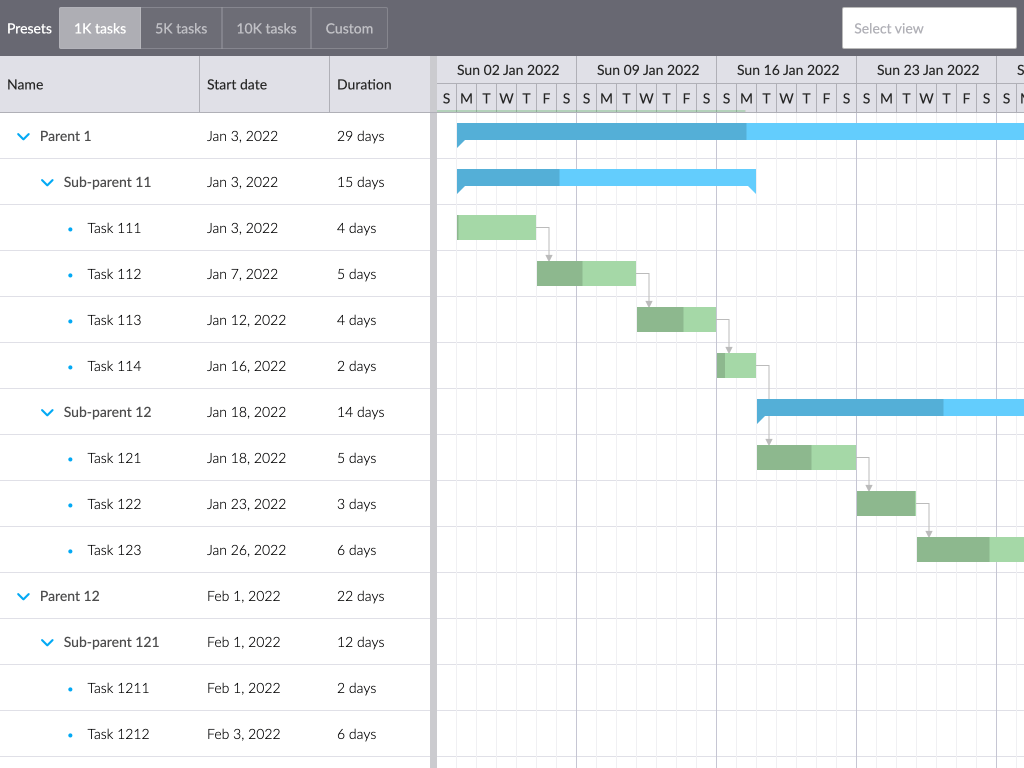 Presets 1K tasks 5K tasks 10K tasks Custom Select view
Name Start date Duration Sun 02 Jan 2022 Sun 09 Jan 2022 Sun 16 Jan 2022 Sun 23 Jan 2022 S
S M T W T F S S M T W T F S S M T W T F S S M T W T F S S M
Parent 1 Jan 3, 2022 29 days
Sub-parent 11 Jan 3, 2022 15 days
Task 111 Jan 3, 2022 4 days
Task 112 Jan 7, 2022 5 days
Task 113 Jan 12, 2022 4 days
Task 114 Jan 16, 2022 2 days
Sub-parent 12 Jan 18, 2022 14 days
Task 121 Jan 18, 2022 5 days
Task 122 Jan 23, 2022 3 days
Task 123 Jan 26, 2022 6 days
Parent 12 Feb 1, 2022 22 days
Sub-parent 121 Feb 1, 2022 12 days
Task 1211 Feb 1, 2022 2 days
Task 1212 Feb 3, 2022 6 days